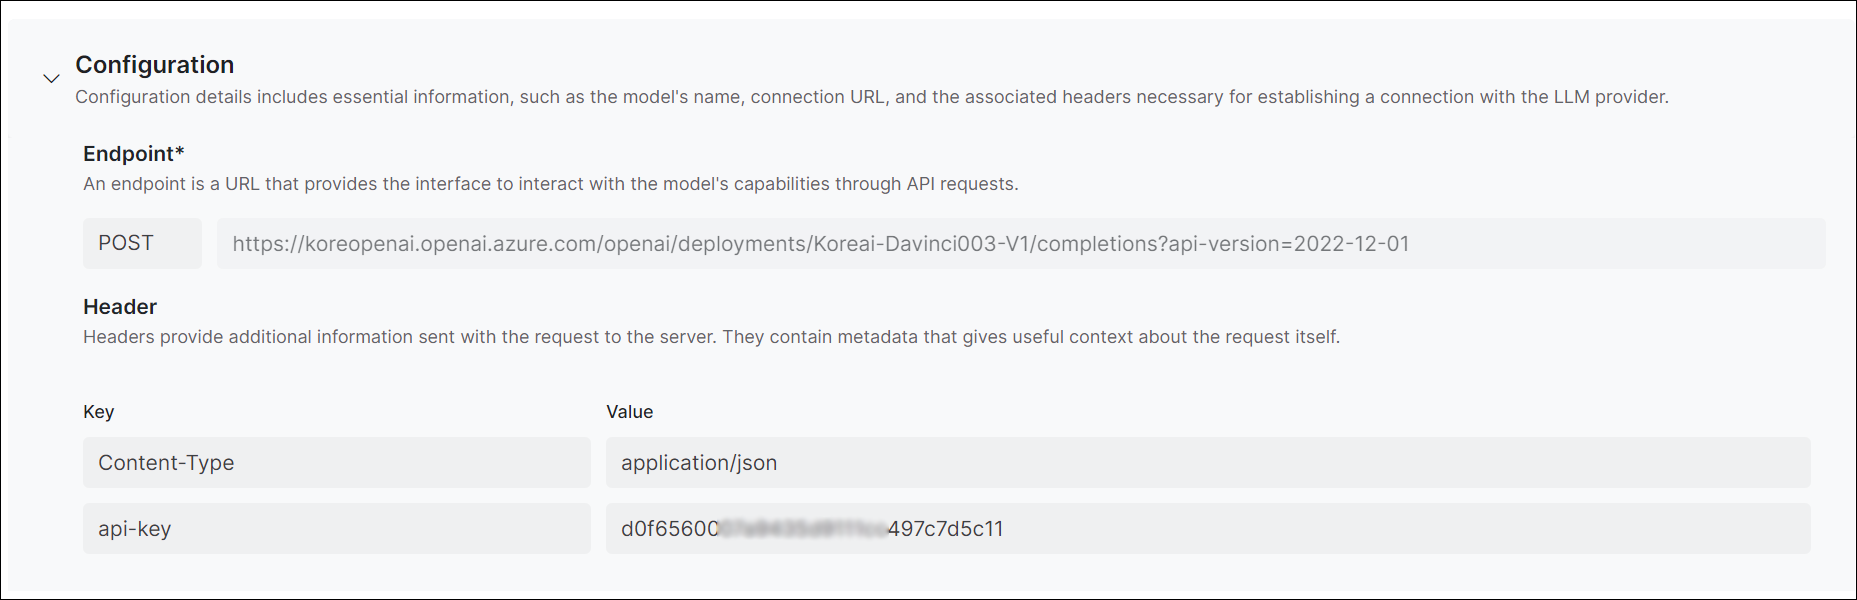 Configuration
Configuration details includes essential information, such as the model's name, connection URL, and the associated headers necessary for establishing a connection with the LLM provider.
Endpoint*
An endpoint is a URL that provides the interface to interact with the model's capabilities through API requests.
POST https://koreopenai.openai.azure.com/openai/deployments/Koreai-Davinci003-V1/completions?api-version=2022-12-01
Header
Headers provide additional information sent with the request to the server. They contain metadata that gives useful context about the request itself.
Key Value
Content-Type application/json
api-key d0f65600 497c7d5c11